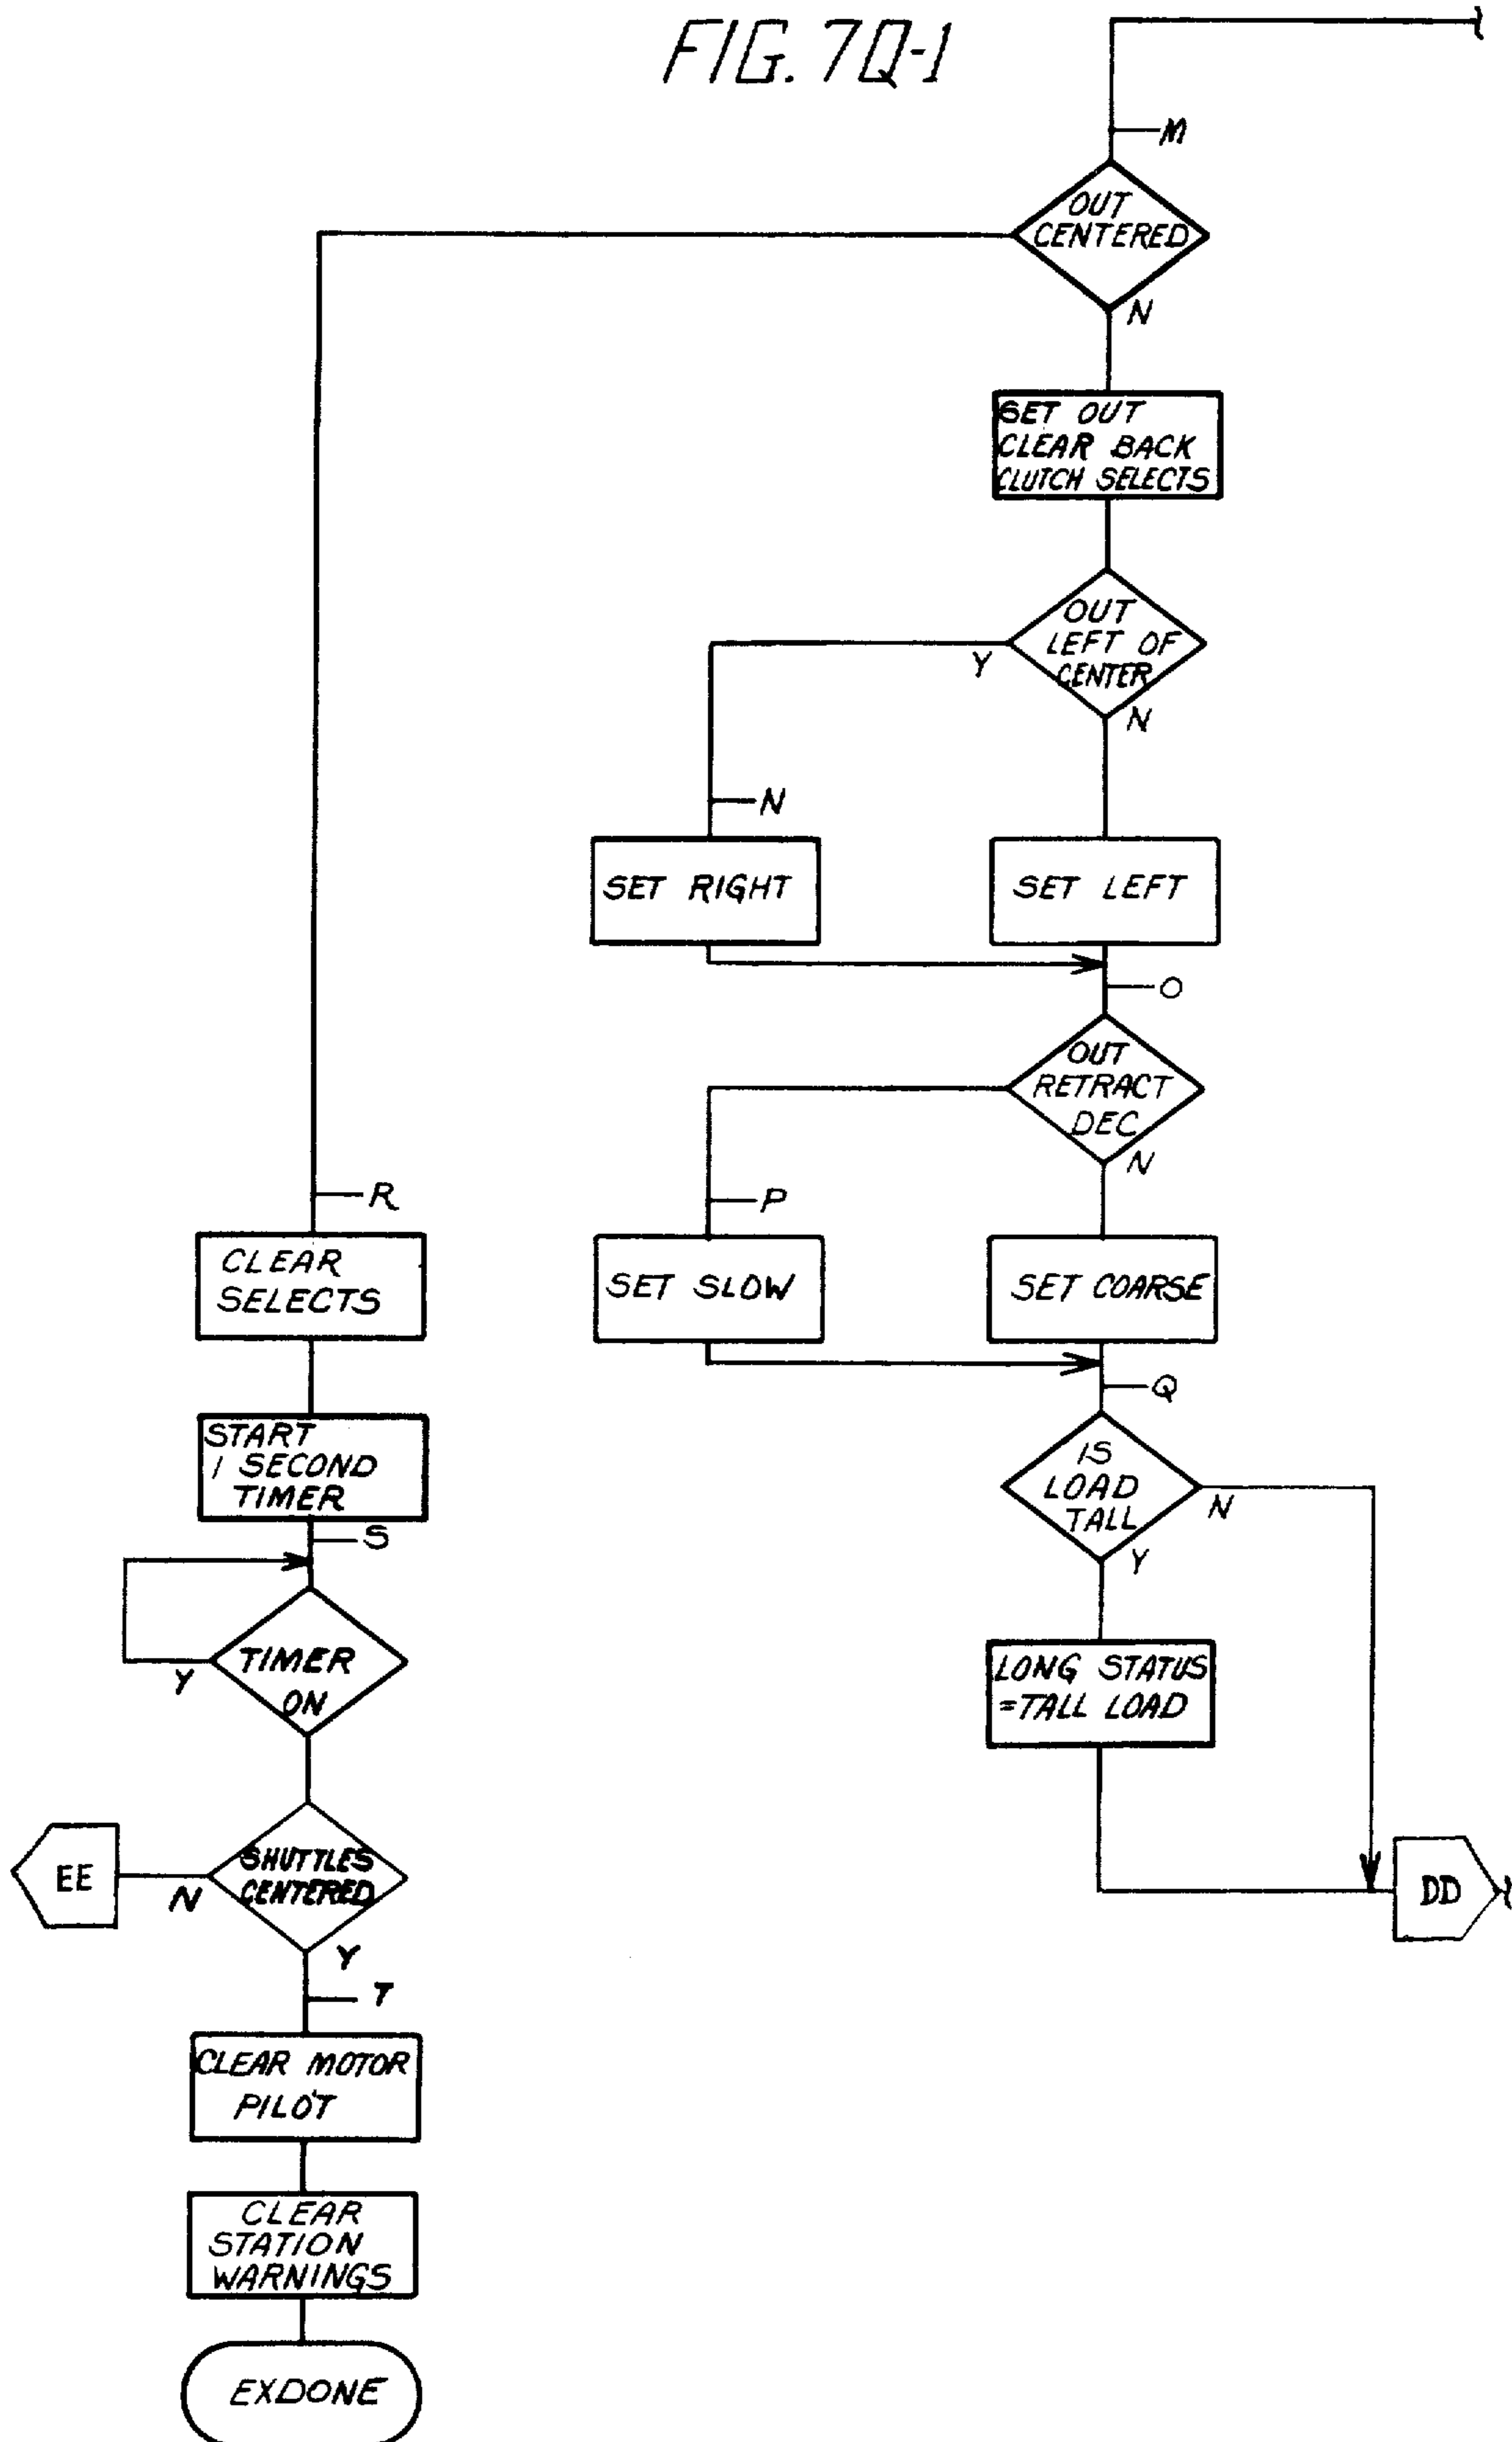 FIG. 7Q-1
M
OUT
CENTERED
N
SET OUT
CLEAR BACK
CLUTCH SELECTS
OUT
LEFT OF
CENTER
Y
N
N
SET RIGHT
SET LEFT
O
OUT
RETRACT
DEC
N
P
SET SLOW
SET COARSE
Q
IS
LOAD
TALL
N
Y
LONG STATUS
=TALL LOAD
DD
R
CLEAR
SELECTS
START
1 SECOND
TIMER
S
TIMER
ON
Y
SHUTTLES
CENTERED
EE
N
Y
T
CLEAR MOTOR
PILOT
CLEAR
STATION
WARNINGS
EXDONE